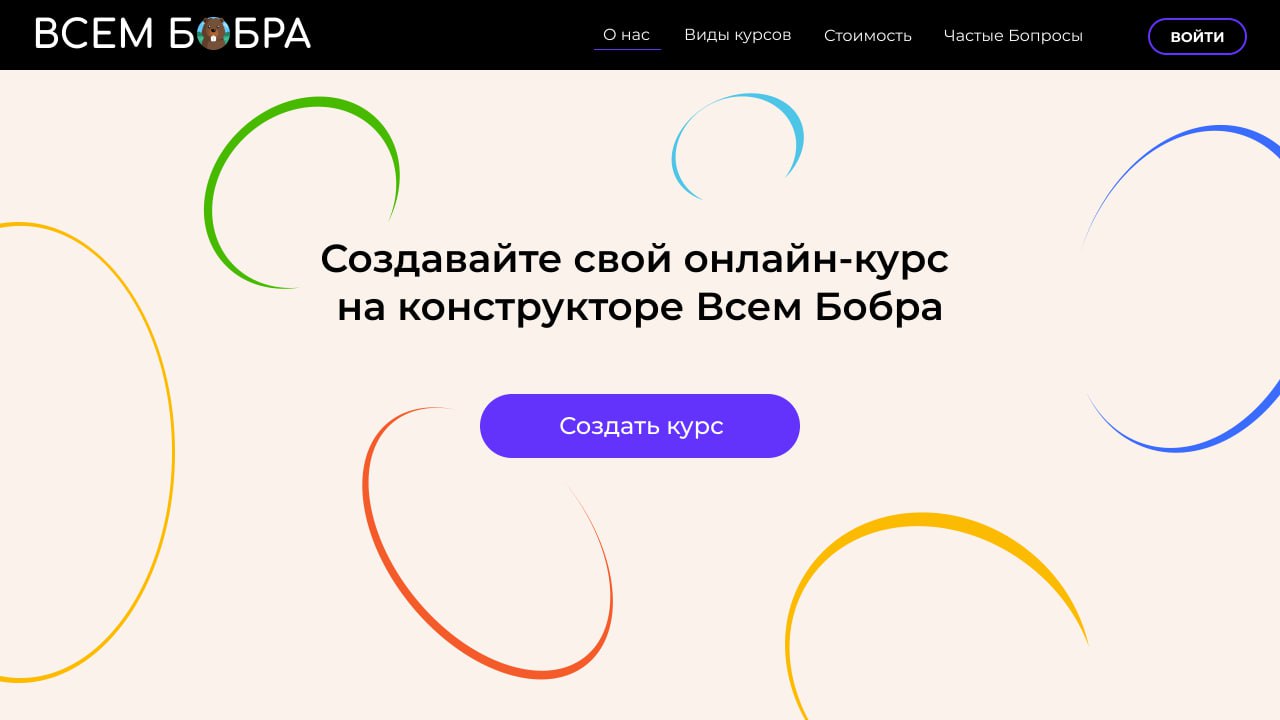 ВСЕМ БОБРА
О нас
Виды курсов
Стоимость
Частые Бопросы
ВОЙТИ
Создавайте свой онлайн-курс
на конструкторе Всем Бобра
Создать курс